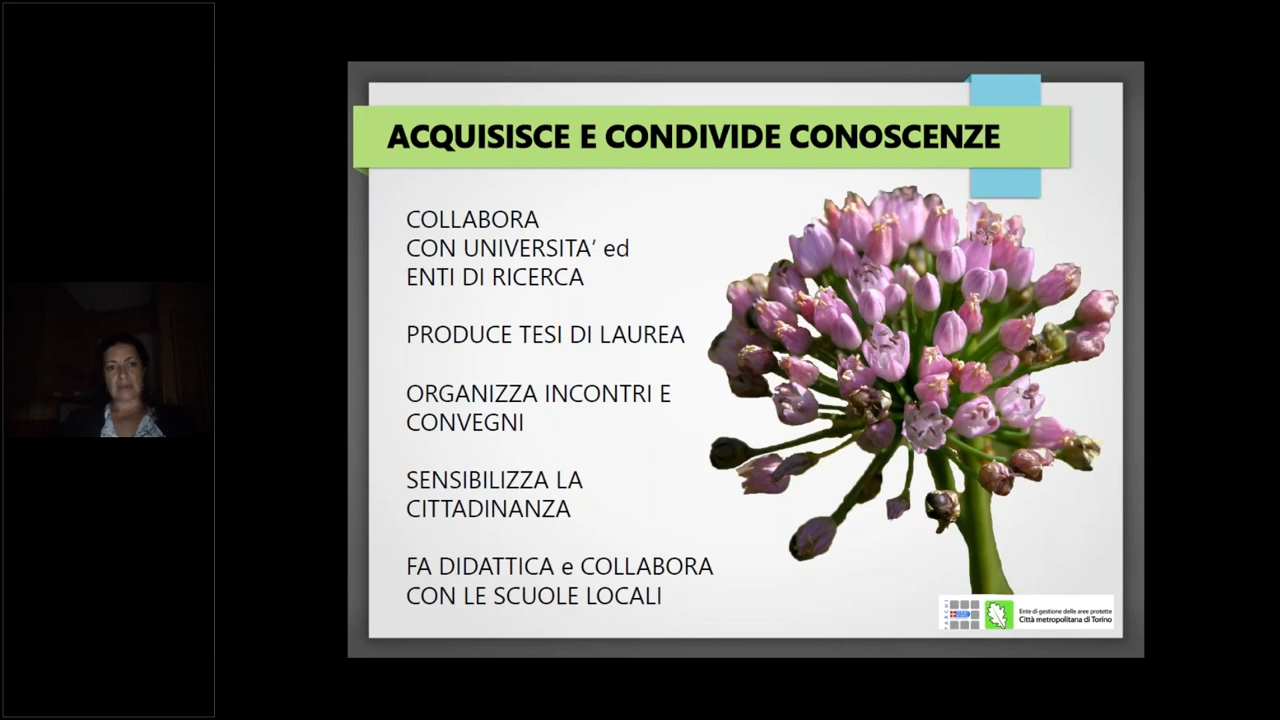 ACQUISISCE E CONDIVIDE CONOSCENZE
COLLABORA
CON UNIVERSITA’ ed
ENTI DI RICERCA
PRODUCE TESI DI LAUREA
ORGANIZZA INCONTRI E
CONVEGNI
SENSIBILIZZA LA
CITTADINANZA
FA DIDATTICA e COLLABORA
CON LE SCUOLE LOCALI
PARCHI
Ente di gestione delle aree protette
Città metropolitana di Torino